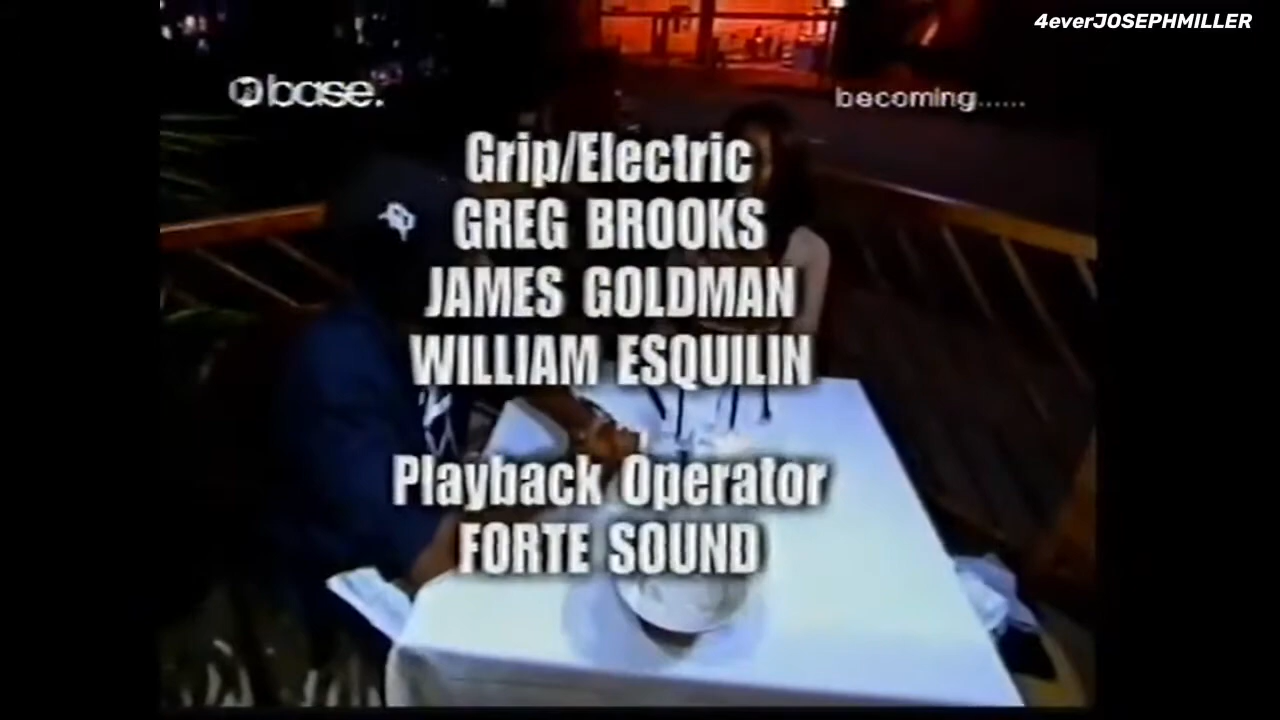 4everJOSEPHMILLER
base.
becoming......
Grip/Electric
GREG BROOKS
JAMES GOLDMAN
WILLIAM ESQUILIN
Playback Operator
FORTE SOUND